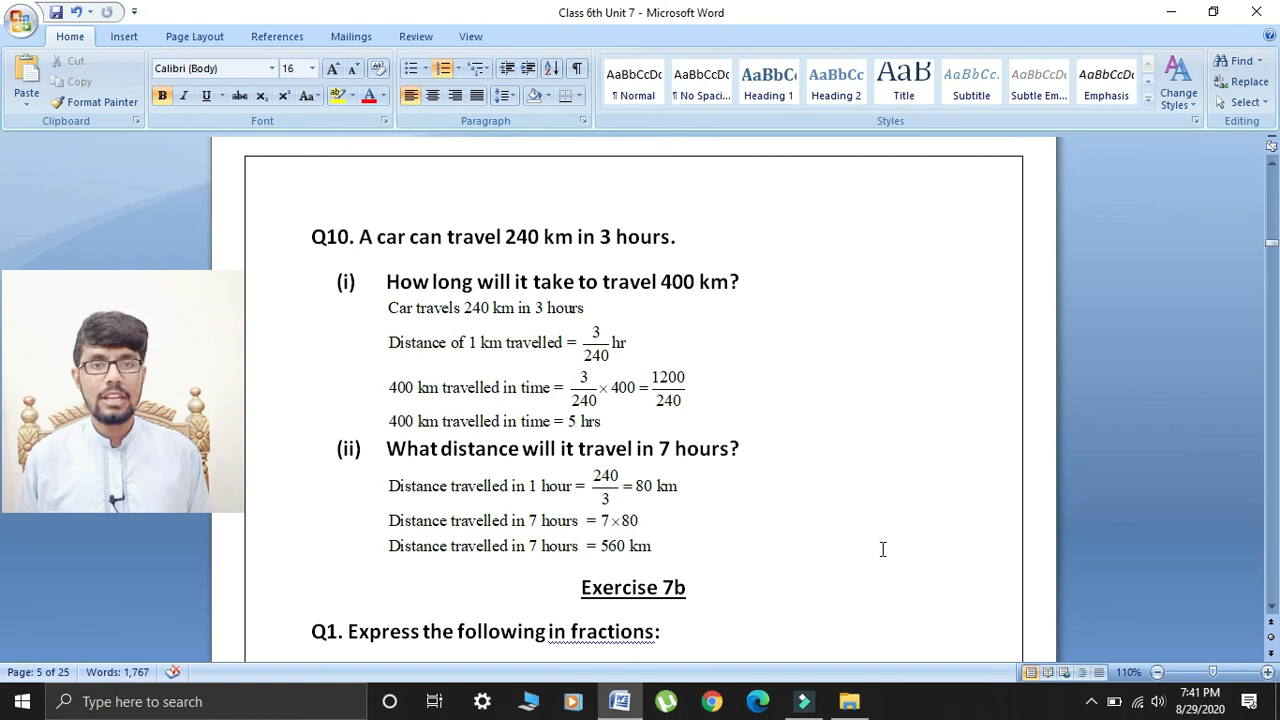 Class 6th Unit 7 - Microsoft Word
Home Insert Page Layout References Mailings Review View
Paste
Cut
Copy
Format Painter
Clipboard
Calibri (Body) 16
B I U abc x₂ x² Aa
ab A
Font
Paragraph
AaBbCcDc AaBbCcDc AaBbCc AaBbCc AaB AaBbCc AaBbCcDc AaBbCcDc
¶ Normal ¶ No Spaci... Heading 1 Heading 2 Title Subtitle Subtle Em... Emphasis
Change Styles
Styles
Find
Replace
Select
Editing
Q10. A car can travel 240 km in 3 hours.
(i) How long will it take to travel 400 km?
Car travels 240 km in 3 hours
Distance of 1 km travelled = 3/240 hr
400 km travelled in time = 3/240 × 400 = 1200/240
400 km travelled in time = 5 hrs
(ii) What distance will it travel in 7 hours?
Distance travelled in 1 hour = 240/3 = 80 km
Distance travelled in 7 hours = 7×80
Distance travelled in 7 hours = 560 km
Exercise 7b
Q1. Express the following in fractions:
Page: 5 of 25 Words: 1,767 110%
Type here to search
7:41 PM
8/29/2020